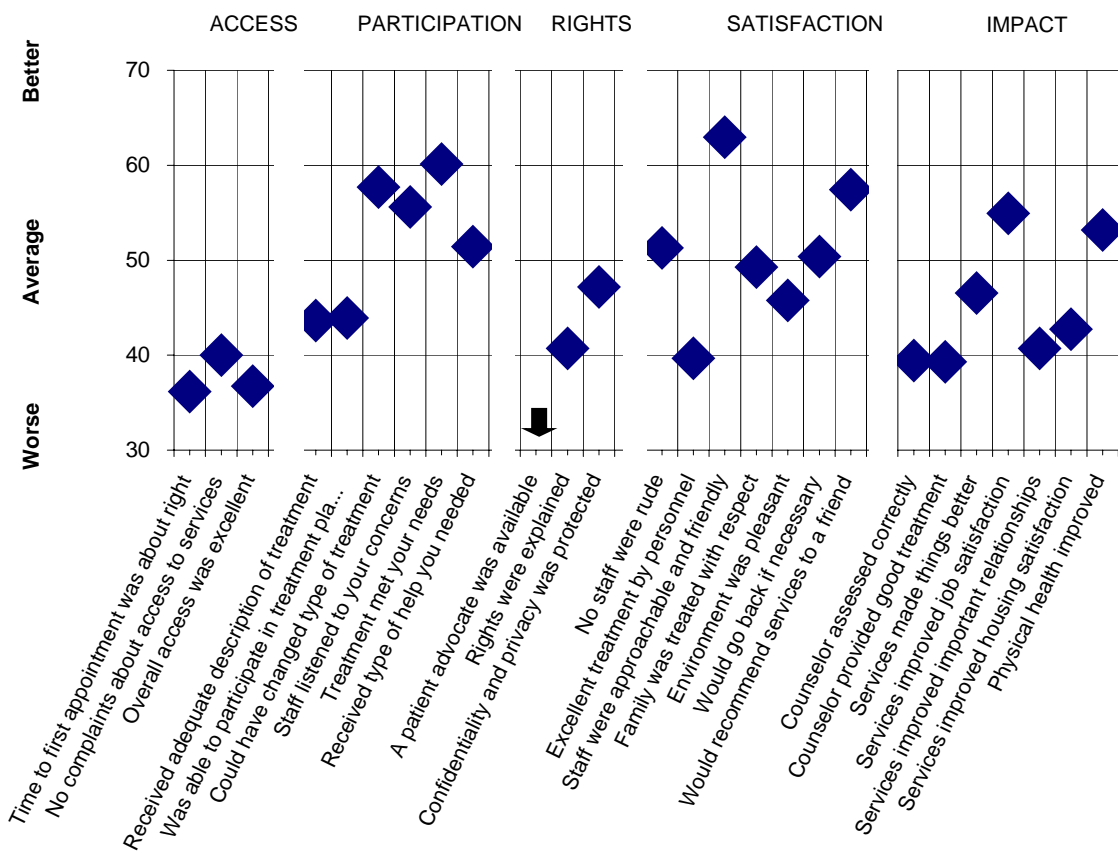 ACCESS PARTICIPATION RIGHTS SATISFACTION IMPACT
Better
Average
Worse
70
60
50
40
30
Time to first appointment was about right
No complaints about access to services
Overall access was excellent
Received adequate description of treatment
Was able to participate in treatment pla...
Could have changed type of treatment
Staff listened to your concerns
Treatment met your needs
Received type of help you needed
A patient advocate was available
Rights were explained
Confidentiality and privacy was protected
No staff were rude
Excellent treatment by personnel
Staff were approachable and friendly
Family was treated with respect
Environment was pleasant
Would go back if necessary
Would recommend services to a friend
Counselor assessed correctly
Counselor provided good treatment
Services made things better
Services improved job satisfaction
Services important relationships
Services improved housing satisfaction
Physical health improved